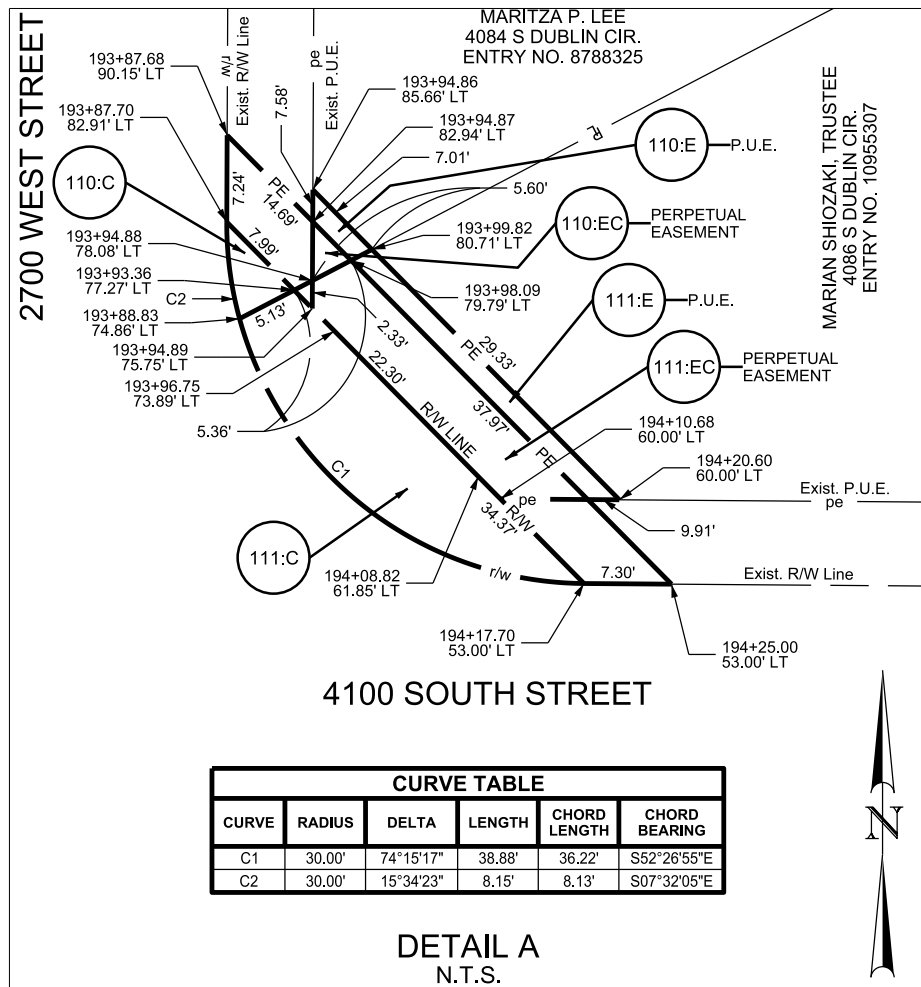 MARITZA P. LEE
4084 S DUBLIN CIR.
ENTRY NO. 8788325
2700 WEST STREET
r/w
Exist. R/W Line
pe
Exist. P.U.E.
193+87.68
90.15' LT
193+87.70
82.91' LT
110:C
7.58'
193+94.86
85.66' LT
193+94.87
82.94' LT
7.01'
5.60'
PL
110:E
P.U.E.
110:EC
PERPETUAL
EASEMENT
MARIAN SHIOZAKI, TRUSTEE
4086 S DUBLIN CIR.
ENTRY NO. 10955307
7.24'
PE
14.69'
7.99'
193+94.88
78.08' LT
193+93.36
77.27' LT
C2
193+88.83
74.86' LT
5.13'
193+94.89
75.75' LT
193+96.75
73.89' LT
5.36'
193+99.82
80.71' LT
193+98.09
79.79' LT
111:E
P.U.E.
111:EC
PERPETUAL
EASEMENT
2.33'
22.30'
PE
29.33'
37.97'
R/W LINE
PE
194+10.68
60.00' LT
194+20.60
60.00' LT
Exist. P.U.E.
pe
pe
9.91'
C1
R/W
34.37'
111:C
194+08.82
61.85' LT
r/w
7.30'
Exist. R/W Line
194+17.70
53.00' LT
194+25.00
53.00' LT
4100 SOUTH STREET
N
CURVE TABLE
CURVE RADIUS DELTA LENGTH CHORD LENGTH CHORD BEARING
C1 30.00' 74°15'17" 38.88' 36.22' S52°26'55"E
C2 30.00' 15°34'23" 8.15' 8.13' S07°32'05"E
DETAIL A
N.T.S.